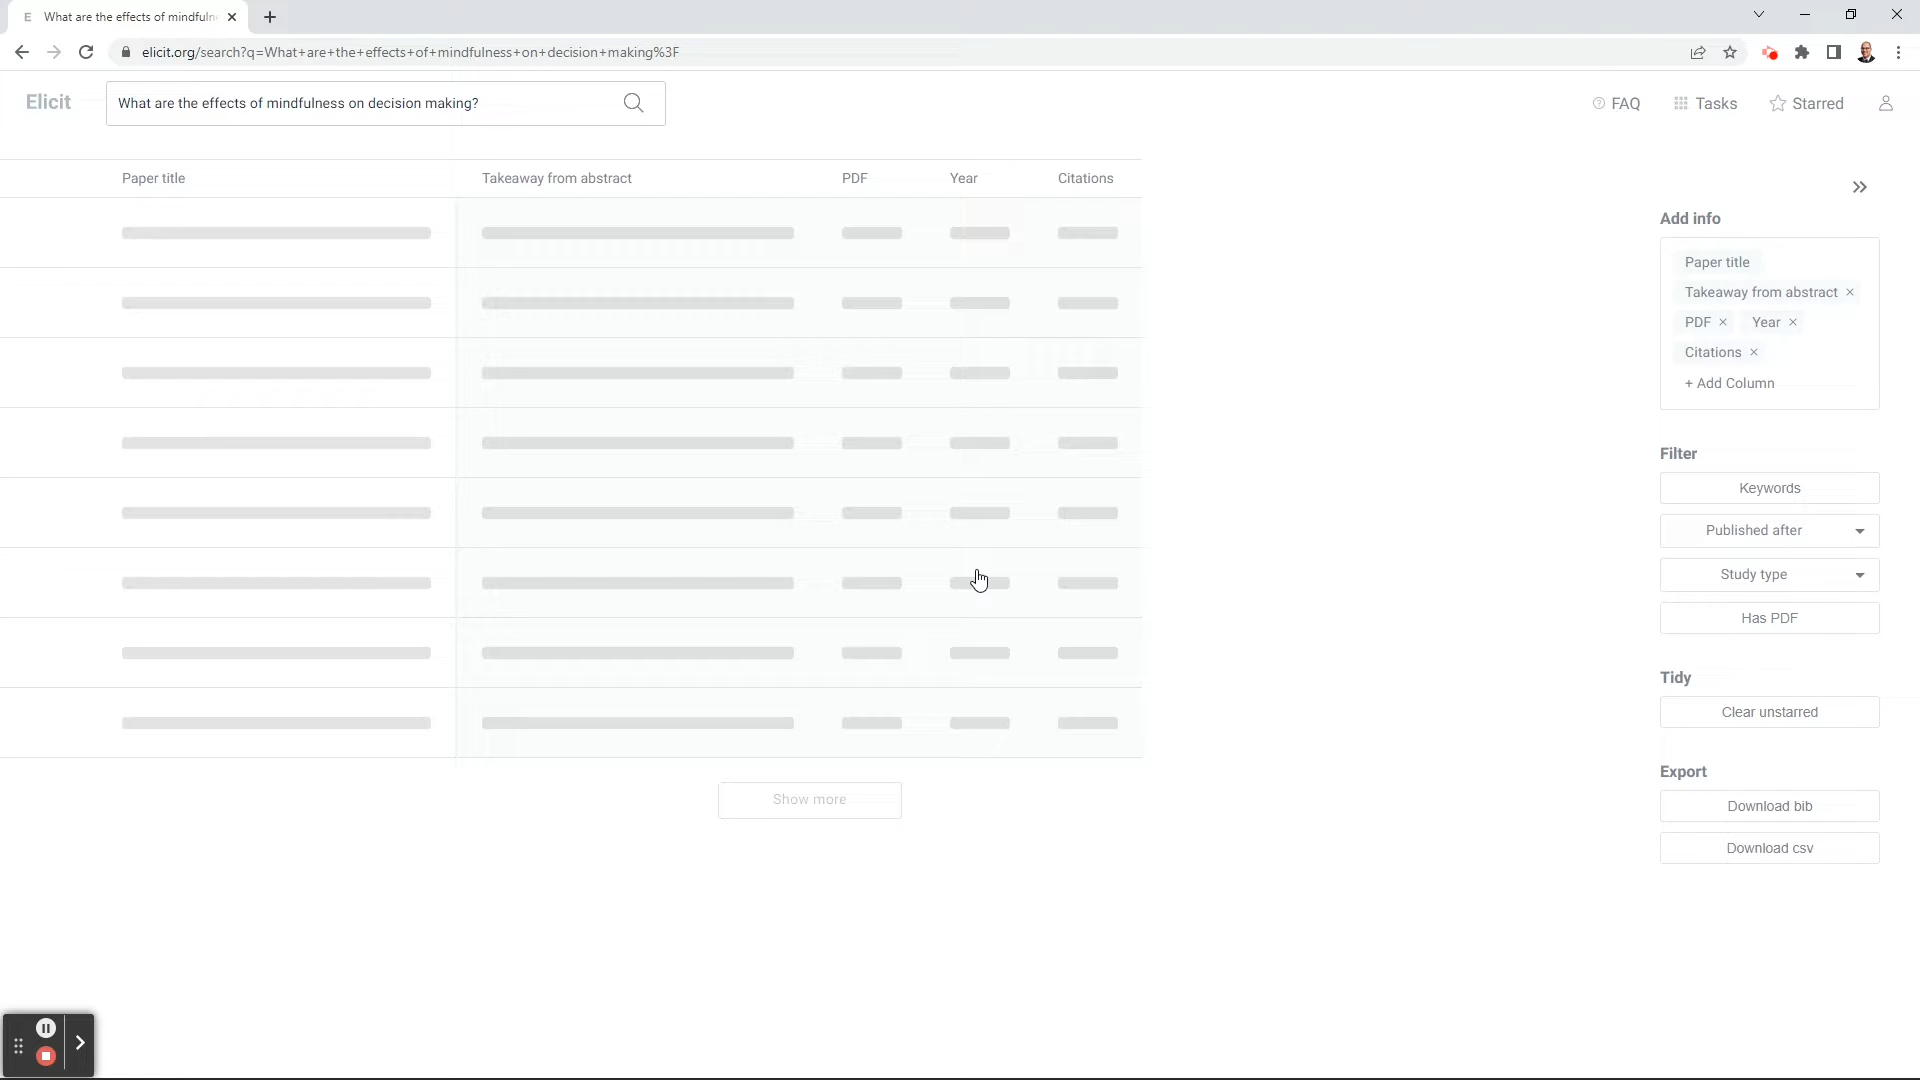 E What are the effects of mindfuln
elicit.org/search?q=What+are+the+effects+of+mindfulness+on+decision+making%3F
Elicit
What are the effects of mindfulness on decision making?
FAQ
Tasks
Starred
Paper title
Takeaway from abstract
PDF
Year
Citations
Add info
Paper title
Takeaway from abstract ×
PDF × Year ×
Citations ×
+ Add Column
Filter
Keywords
Published after
Study type
Has PDF
Tidy
Clear unstarred
Export
Download bib
Download csv
Show more